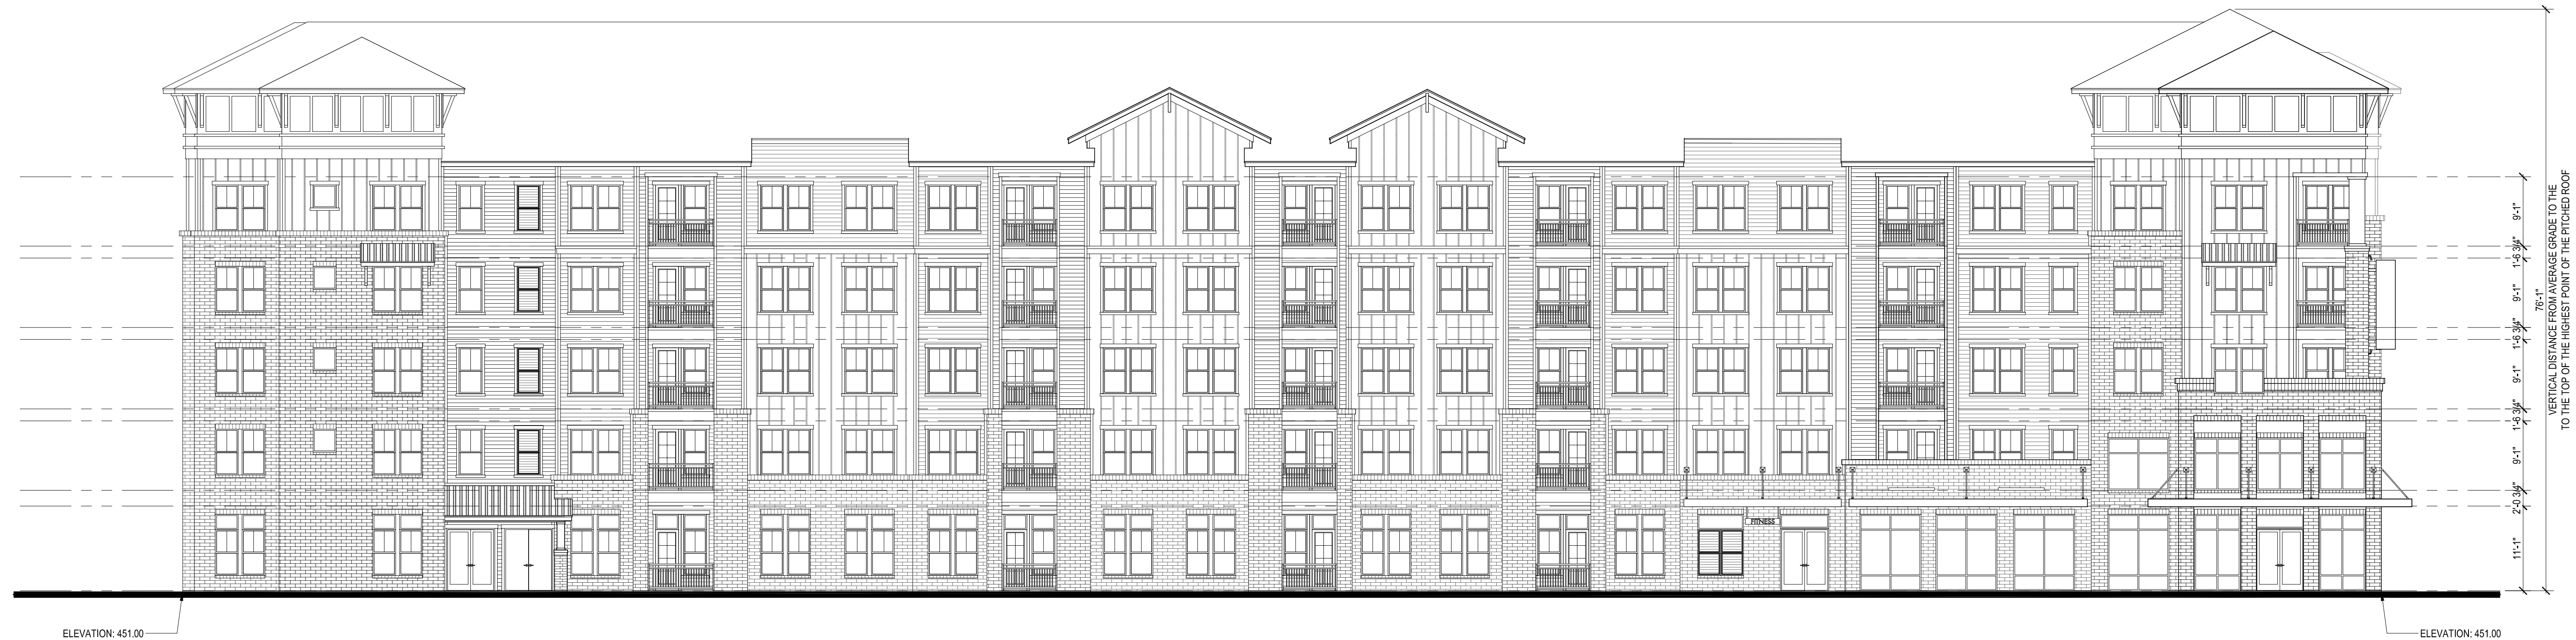 9'-1"
1'-6 3/4"
9'-1"
1'-6 3/4"
9'-1"
1'-6 3/4"
9'-1"
2'-0 3/4"
11'-1"
76'-1"
VERTICAL DISTANCE FROM AVERAGE GRADE TO THE
TO THE TOP OF THE HIGHEST POINT OF THE PITCHED ROOF
FITNESS
ELEVATION: 451.00
ELEVATION: 451.00